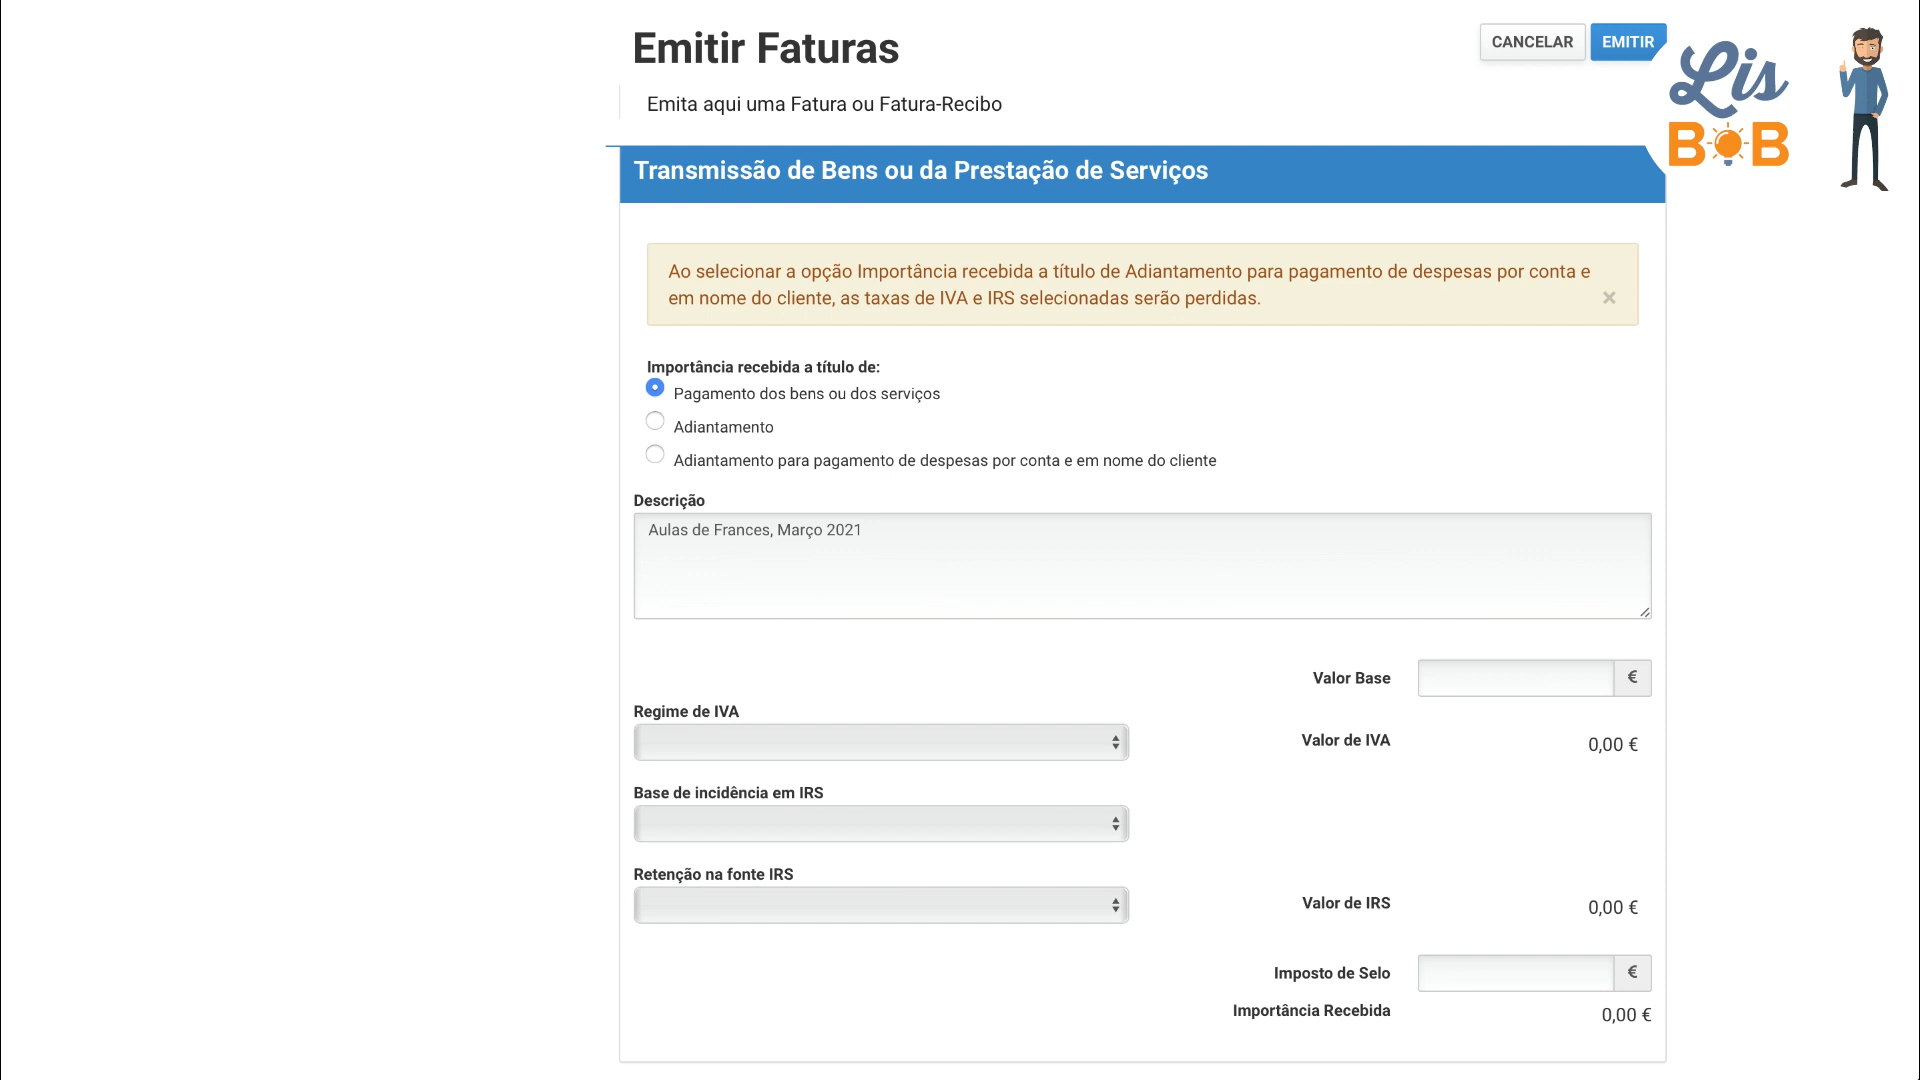 Emitir Faturas
CANCELAR
EMITIR
Lis
BOB
Emita aqui uma Fatura ou Fatura-Recibo
Transmissão de Bens ou da Prestação de Serviços
Ao selecionar a opção Importância recebida a título de Adiantamento para pagamento de despesas por conta e
em nome do cliente, as taxas de IVA e IRS selecionadas serão perdidas.
×
Importância recebida a título de:
Pagamento dos bens ou dos serviços
Adiantamento
Adiantamento para pagamento de despesas por conta e em nome do cliente
Descrição
Aulas de Frances, Março 2021
Valor Base
€
Regime de IVA
Valor de IVA
0,00 €
Base de incidência em IRS
Retenção na fonte IRS
Valor de IRS
0,00 €
Imposto de Selo
€
Importância Recebida
0,00 €